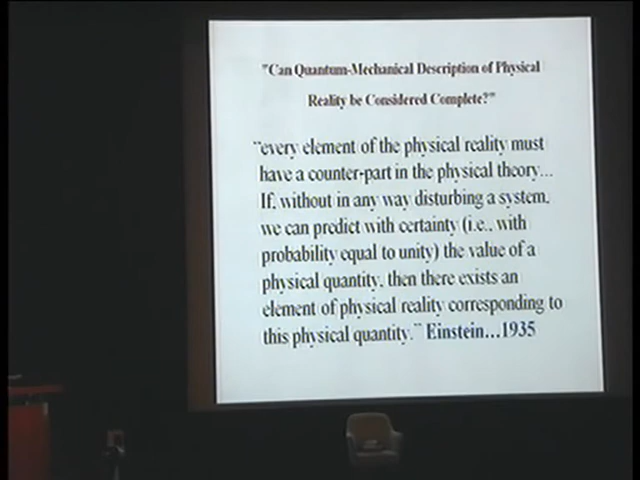 "Can Quantum-Mechanical Description of Physical
Reality be Considered Complete?"
"every element of the physical reality must
have a counter-part in the physical theory...
If, without in any way disturbing a system,
we can predict with certainty (i.e., with
probability equal to unity) the value of a
physical quantity, then there exists an
element of physical reality corresponding to
this physical quantity." Einstein...1935